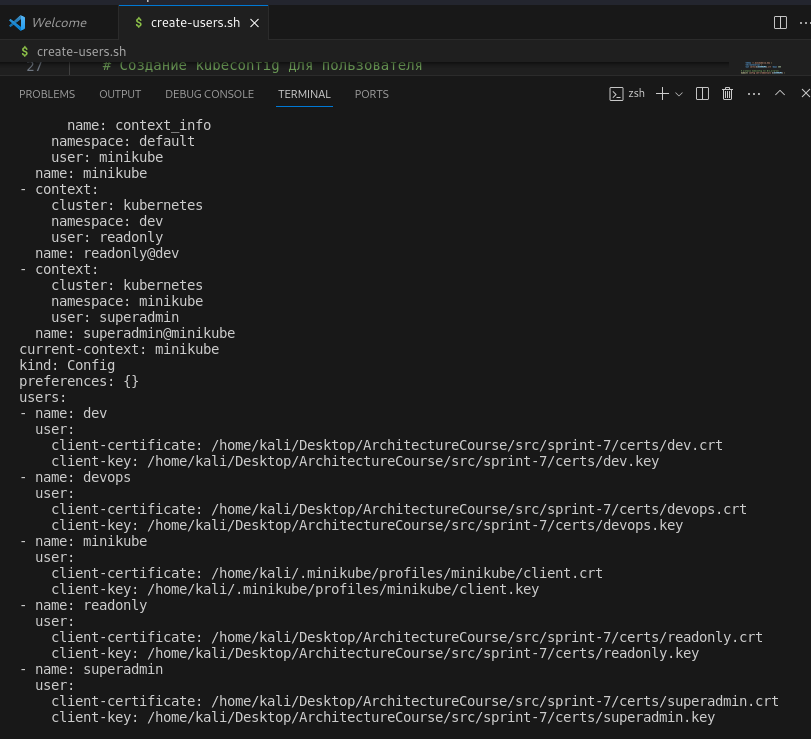 Welcome
$ create-users.sh
$ create-users.sh
27 # Создание kubeconfig для пользователя
PROBLEMS OUTPUT DEBUG CONSOLE TERMINAL PORTS zsh
name: context_info
namespace: default
user: minikube
name: minikube
- context:
cluster: kubernetes
namespace: dev
user: readonly
name: readonly@dev
- context:
cluster: kubernetes
namespace: minikube
user: superadmin
name: superadmin@minikube
current-context: minikube
kind: Config
preferences: {}
users:
- name: dev
user:
client-certificate: /home/kali/Desktop/ArchitectureCourse/src/sprint-7/certs/dev.crt
client-key: /home/kali/Desktop/ArchitectureCourse/src/sprint-7/certs/dev.key
- name: devops
user:
client-certificate: /home/kali/Desktop/ArchitectureCourse/src/sprint-7/certs/devops.crt
client-key: /home/kali/Desktop/ArchitectureCourse/src/sprint-7/certs/devops.key
- name: minikube
user:
client-certificate: /home/kali/.minikube/profiles/minikube/client.crt
client-key: /home/kali/.minikube/profiles/minikube/client.key
- name: readonly
user:
client-certificate: /home/kali/Desktop/ArchitectureCourse/src/sprint-7/certs/readonly.crt
client-key: /home/kali/Desktop/ArchitectureCourse/src/sprint-7/certs/readonly.key
- name: superadmin
user:
client-certificate: /home/kali/Desktop/ArchitectureCourse/src/sprint-7/certs/superadmin.crt
client-key: /home/kali/Desktop/ArchitectureCourse/src/sprint-7/certs/superadmin.key